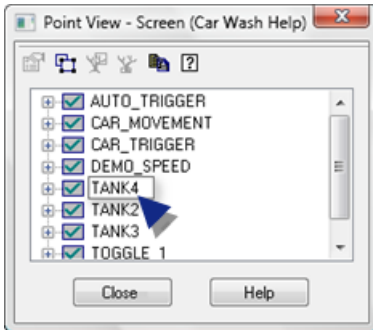 Point View - Screen (Car Wash Help)
AUTO_TRIGGER
CAR_MOVEMENT
CAR_TRIGGER
DEMO_SPEED
TANK4
TANK2
TANK3
TOGGLE_1
Close Help